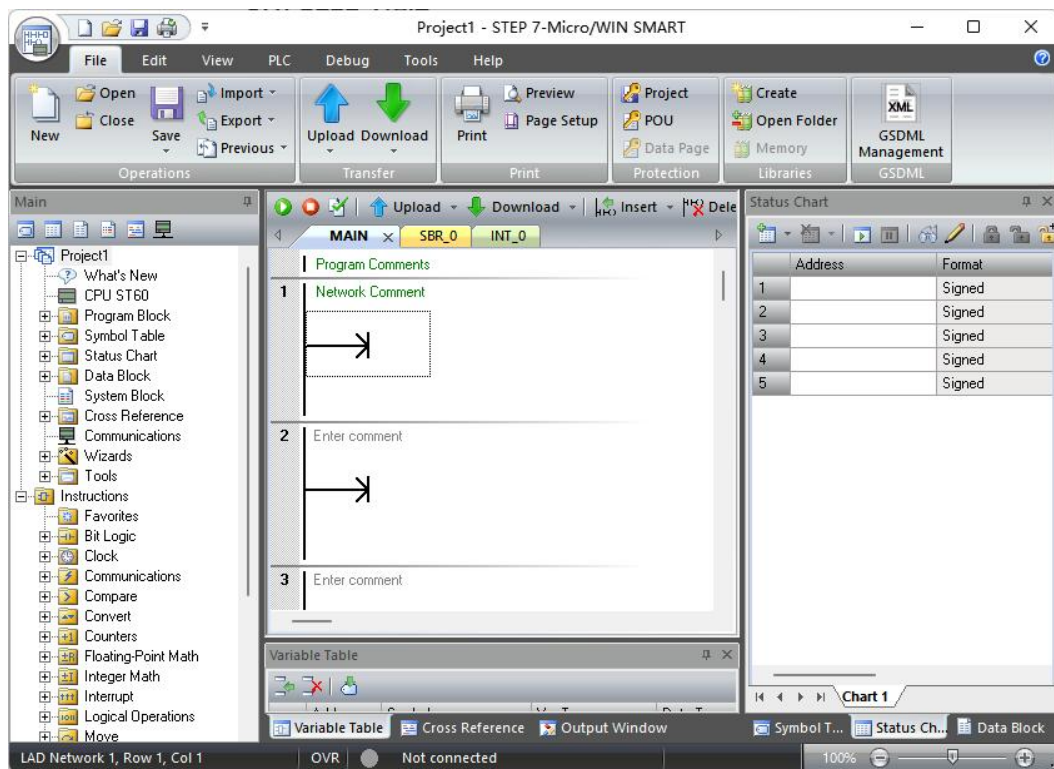 Project1 - STEP 7-Micro/WIN SMART
File Edit View PLC Debug Tools Help
New
Open
Close
Save
Import
Export
Previous
Operations
Upload Download
Transfer
Print
Preview
Page Setup
Print
Project
POU
Data Page
Protection
Create
Open Folder
Memory
Libraries
XML
GSDML
Management
GSDML
Main
Project1
What's New
CPU ST60
Program Block
Symbol Table
Status Chart
Data Block
System Block
Cross Reference
Communications
Wizards
Tools
Instructions
Favorites
Bit Logic
Clock
Communications
Compare
Convert
Counters
Floating-Point Math
Integer Math
Interrupt
Logical Operations
Move
Upload Download Insert Dele
MAIN SBR_0 INT_0
Program Comments
1 Network Comment
2 Enter comment
3 Enter comment
Variable Table
Variable Table Cross Reference Output Window
Status Chart
Address Format
1 Signed
2 Signed
3 Signed
4 Signed
5 Signed
Chart 1
Symbol T... Status Ch... Data Block
LAD Network 1, Row 1, Col 1 OVR Not connected 100%